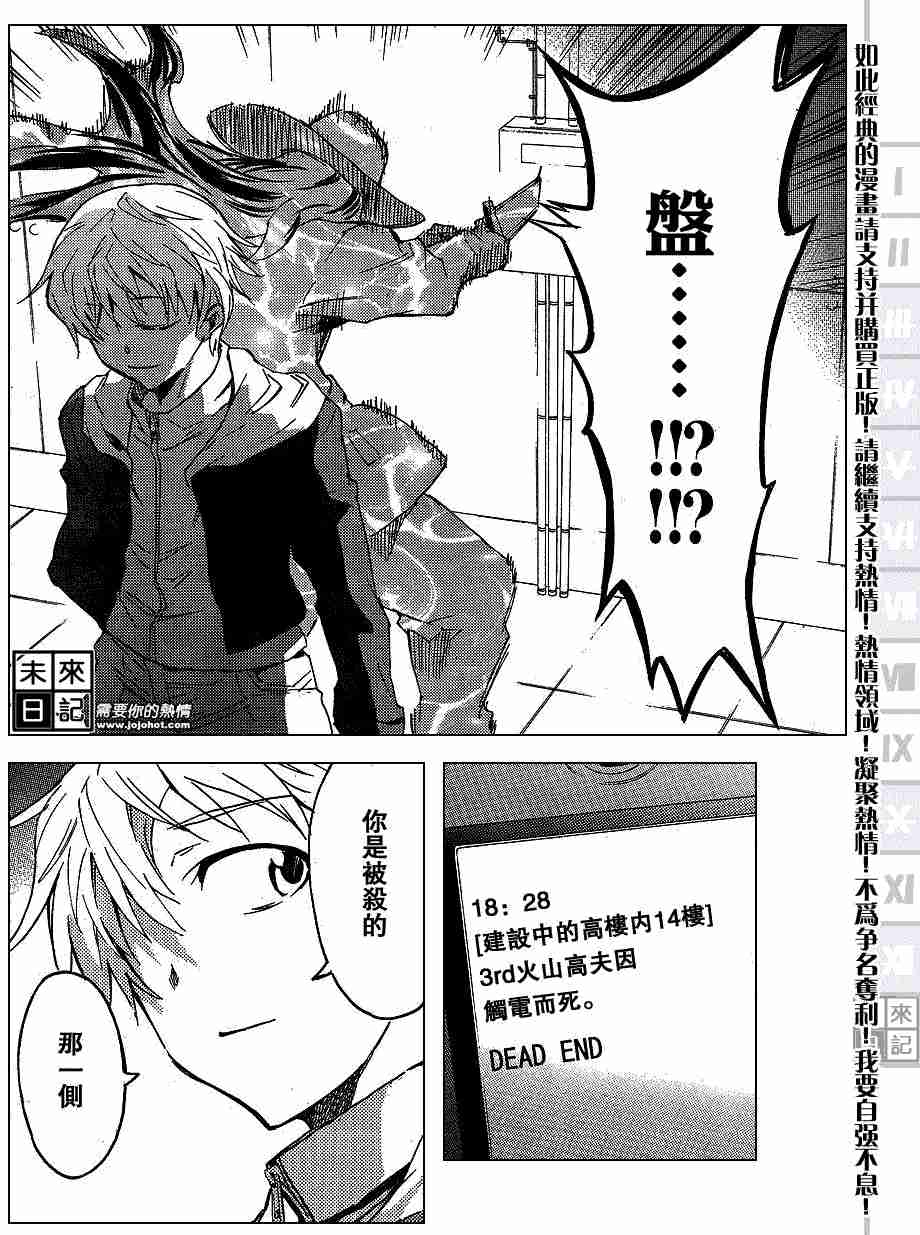 盤‥‥‥
!!?
!!?
18：28
[建設中的高樓内14樓]
3rd火山高夫因
觸電而死。
DEAD END
你是被殺的
那一側
未來
日記
需要你的熱情
www.jojohot.com
如此經典的漫畫請支持并購買正版！請繼續支持熱情！熱情領域！凝聚熱情！不爲争名奪利！我要自强不息！
I
II
III
IV
V
VI
VII
VIII
IX
X
XI
來
記